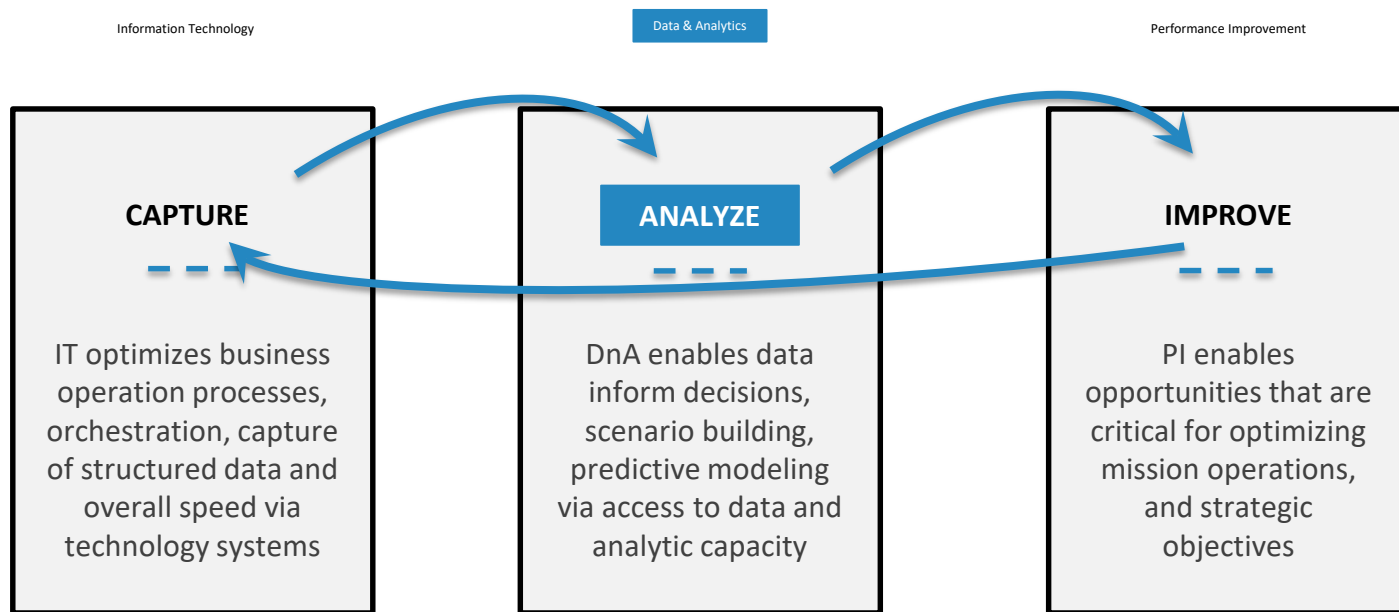 Information Technology
Data & Analytics
Performance Improvement
CAPTURE
IT optimizes business
operation processes,
orchestration, capture
of structured data and
overall speed via
technology systems
ANALYZE
DnA enables data
inform decisions,
scenario building,
predictive modeling
via access to data and
analytic capacity
IMPROVE
PI enables
opportunities that are
critical for optimizing
mission operations,
and strategic
objectives